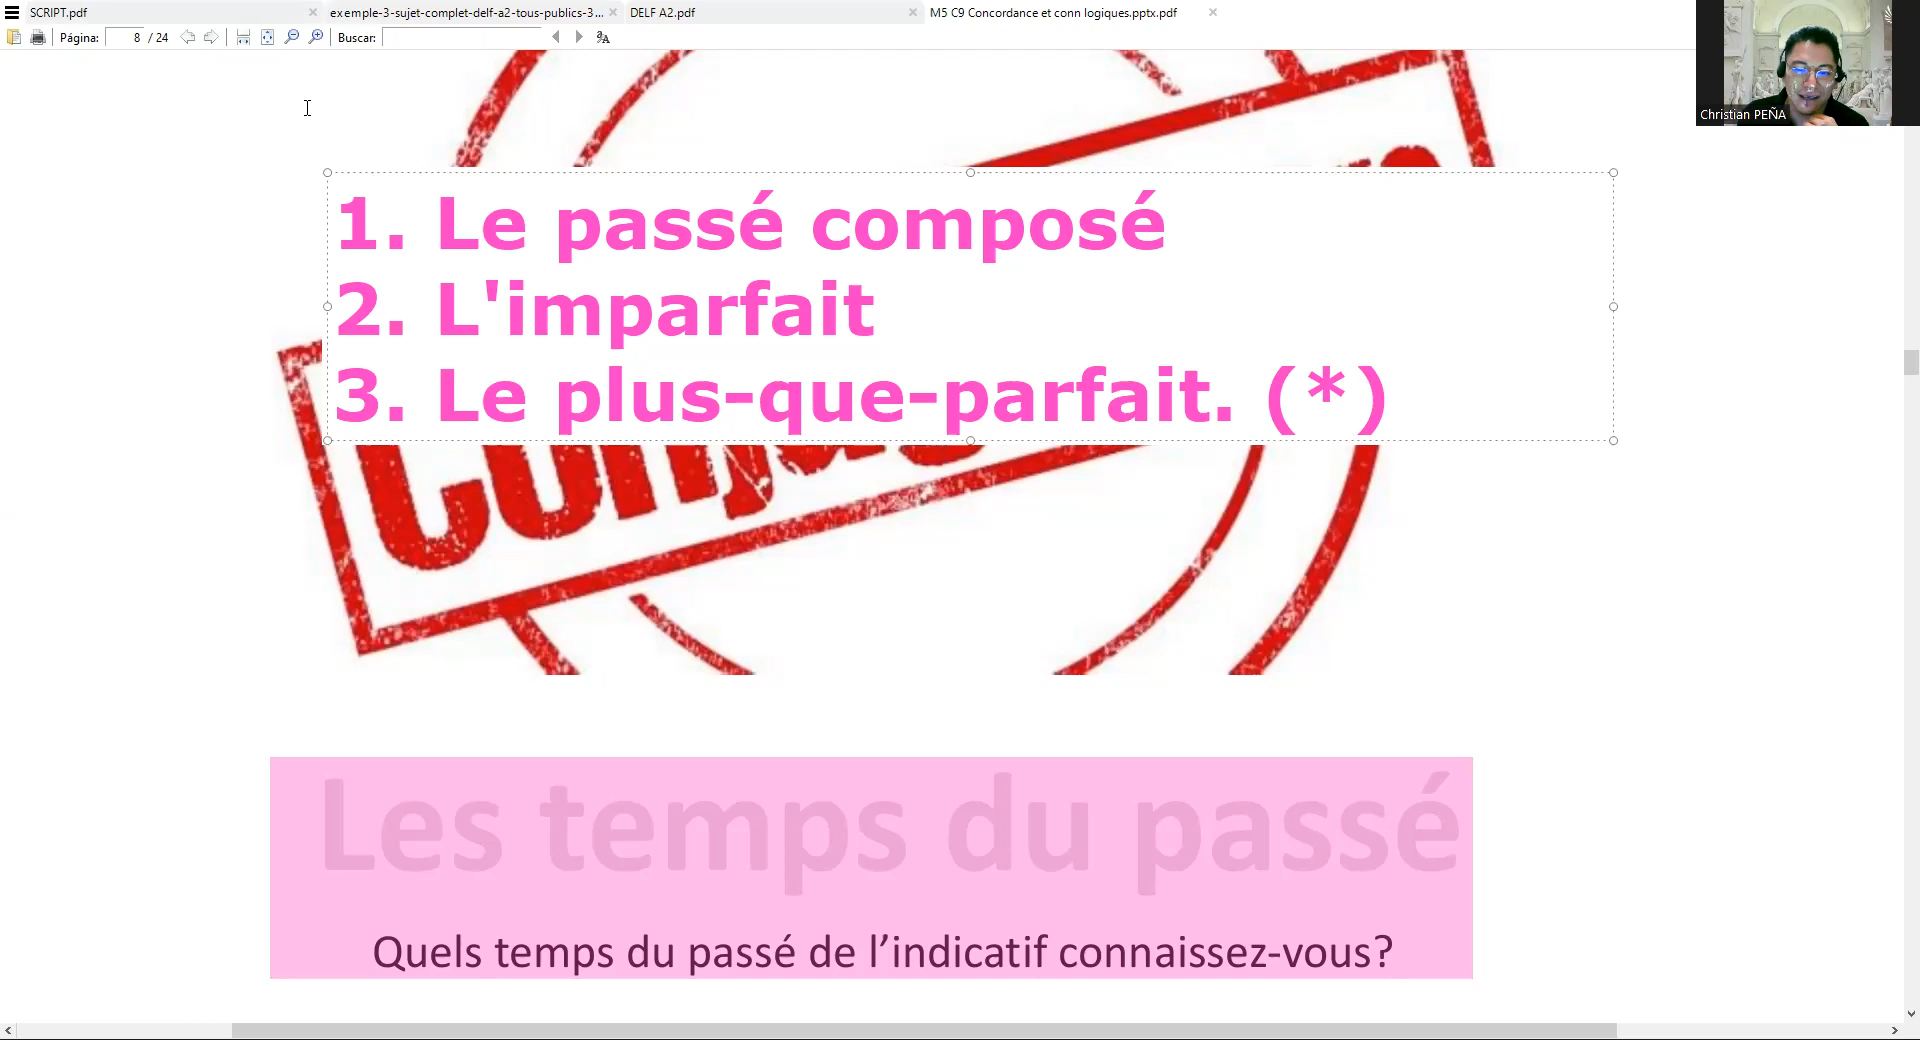 SCRIPT.pdf
exemple-3-sujet-complet-delf-a2-tous-publics-3...
DELF A2.pdf
M5 C9 Concordance et conn logiques.pptx.pdf
Página: 8 / 24
Buscar:
Christian PEÑA
1. Le passé composé
2. L'imparfait
3. Le plus-que-parfait. (*)
Les temps du passé
Quels temps du passé de l’indicatif connaissez-vous?